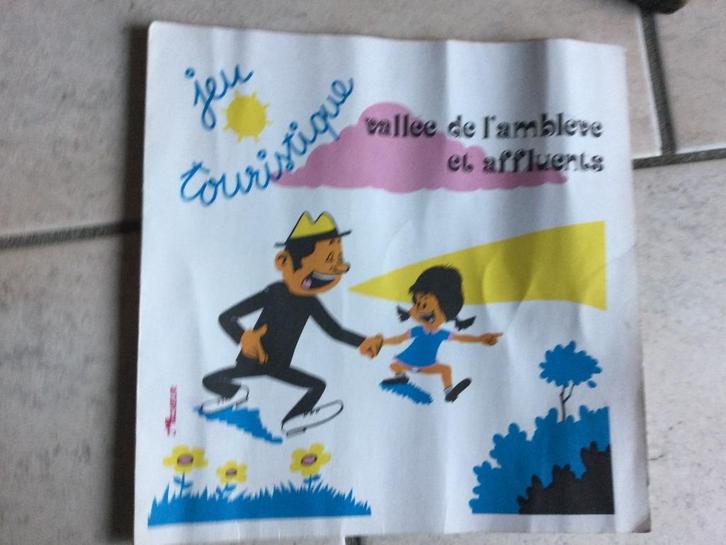 jeu
touristique
vallee de l'ambleve
et affluents